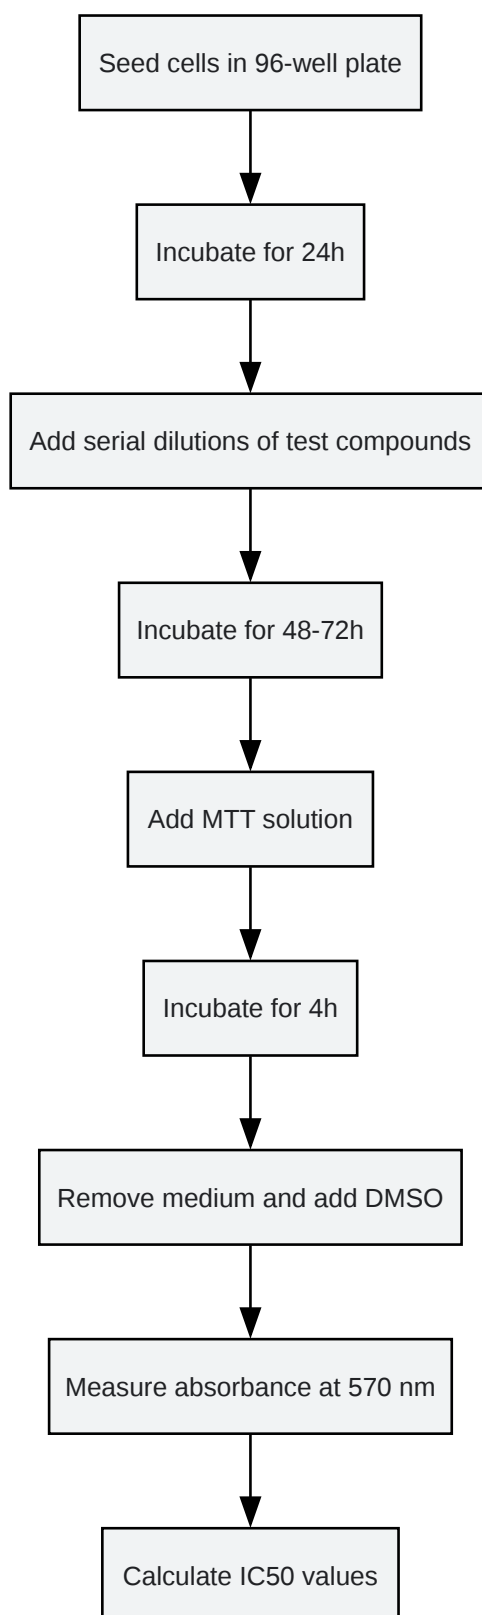 Seed cells in 96-well plate
Incubate for 24h
Add serial dilutions of test compounds
Incubate for 48-72h
Add MTT solution
Incubate for 4h
Remove medium and add DMSO
Measure absorbance at 570 nm
Calculate IC50 values